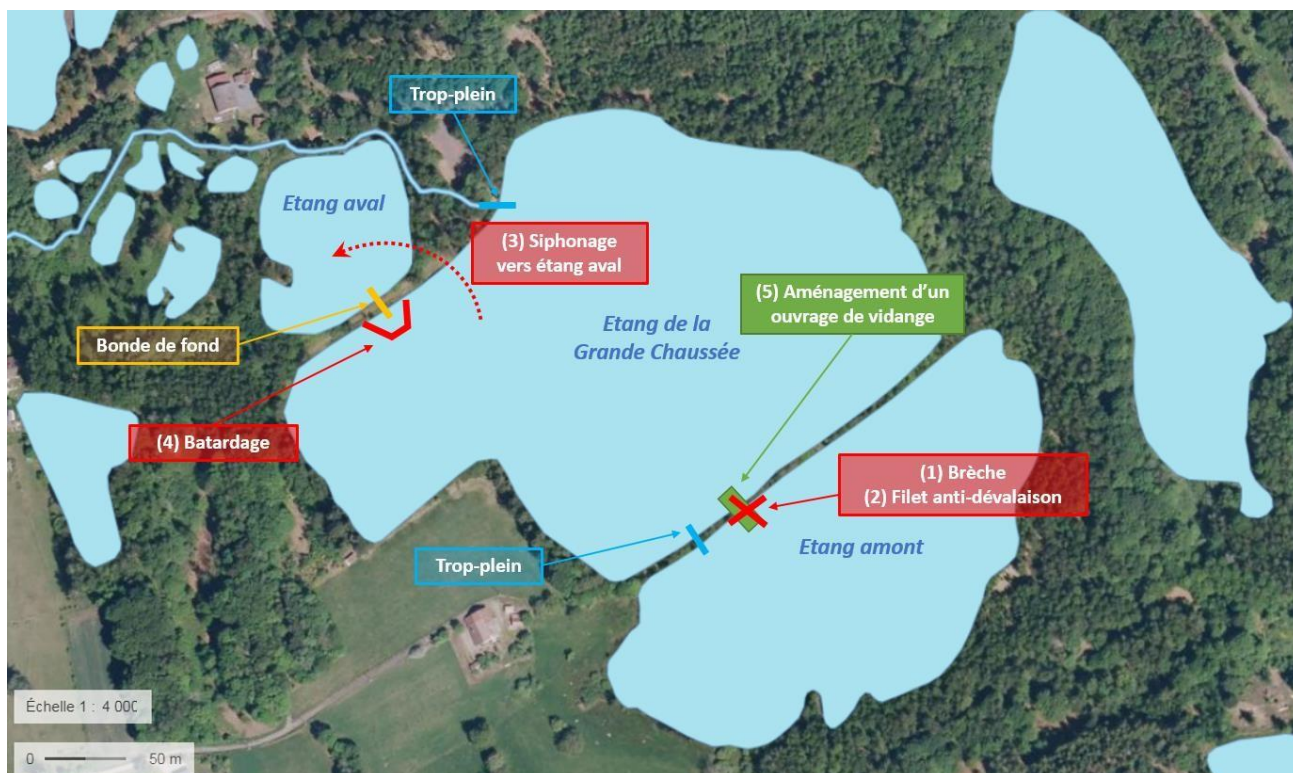 Trop-plein
Etang aval
(3) Siphonage
vers étang aval
(5) Aménagement d'un
ouvrage de vidange
Etang de la
Grande Chaussée
Bonde de fond
(4) Batardage
(1) Brèche
(2) Filet anti-dévalaison
Etang amont
Trop-plein
Échelle 1 : 4 000
0 50 m